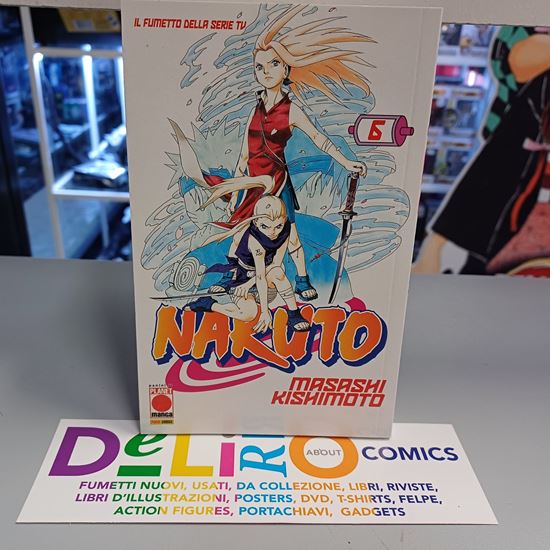 IL FUMETTO DELLA SERIE TV
6
NARUTO
MASASHI
KISHIMOTO
PLANET
manga
DeLiRiO
ABOUT
COMICS
FUMETTI NUOVI, USATI, DA COLLEZIONE, LIBRI, RIVISTE,
LIBRI D'ILLUSTRAZIONI, POSTERS, DVD, T-SHIRTS, FELPE,
ACTION FIGURES, PORTACHIAVI, GADGETS